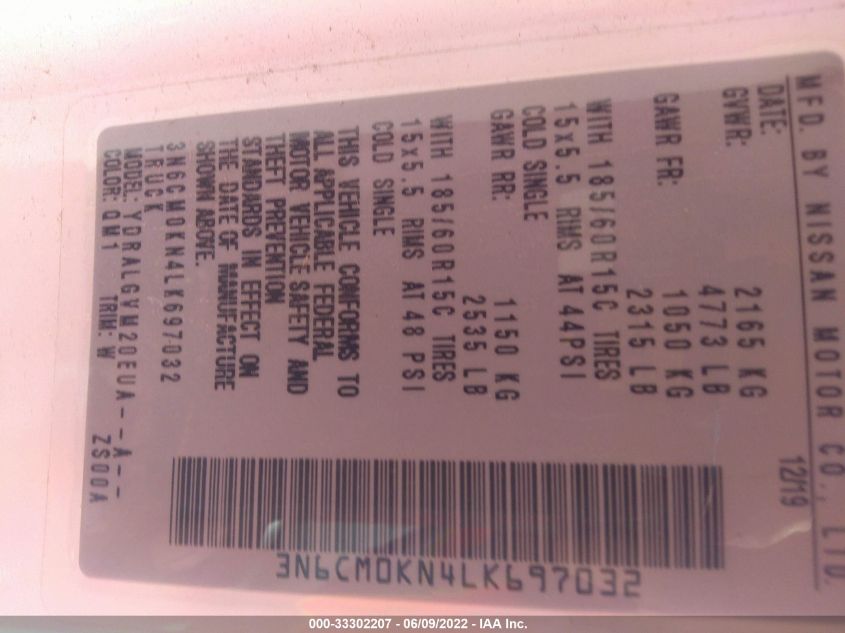 MFD. BY NISSAN MOTOR CO., LTD.
DATE: 12/19
GVWR: 2165 KG
4773 LB
GAWR FR: 1050 KG
2315 LB
WITH 185/60R15C TIRES
15x5.5 RIMS AT 44PSI
COLD SINGLE
GAWR RR: 1150 KG
2535 LB
WITH 185/60R15C TIRES
15x5.5 RIMS AT 48 PSI
COLD SINGLE
THIS VEHICLE CONFORMS TO
ALL APPLICABLE FEDERAL
MOTOR VEHICLE SAFETY AND
THEFT PREVENTION
STANDARDS IN EFFECT ON
THE DATE OF MANUFACTURE
SHOWN ABOVE.
3N6CM0KN4LK697032
TRUCK
MODEL: YDRALGVM20EUA--A--
COLOR: QM1 TRIM: W ZS00A
3N6CM0KN4LK697032
000-33302207 - 06/09/2022 - IAA Inc.